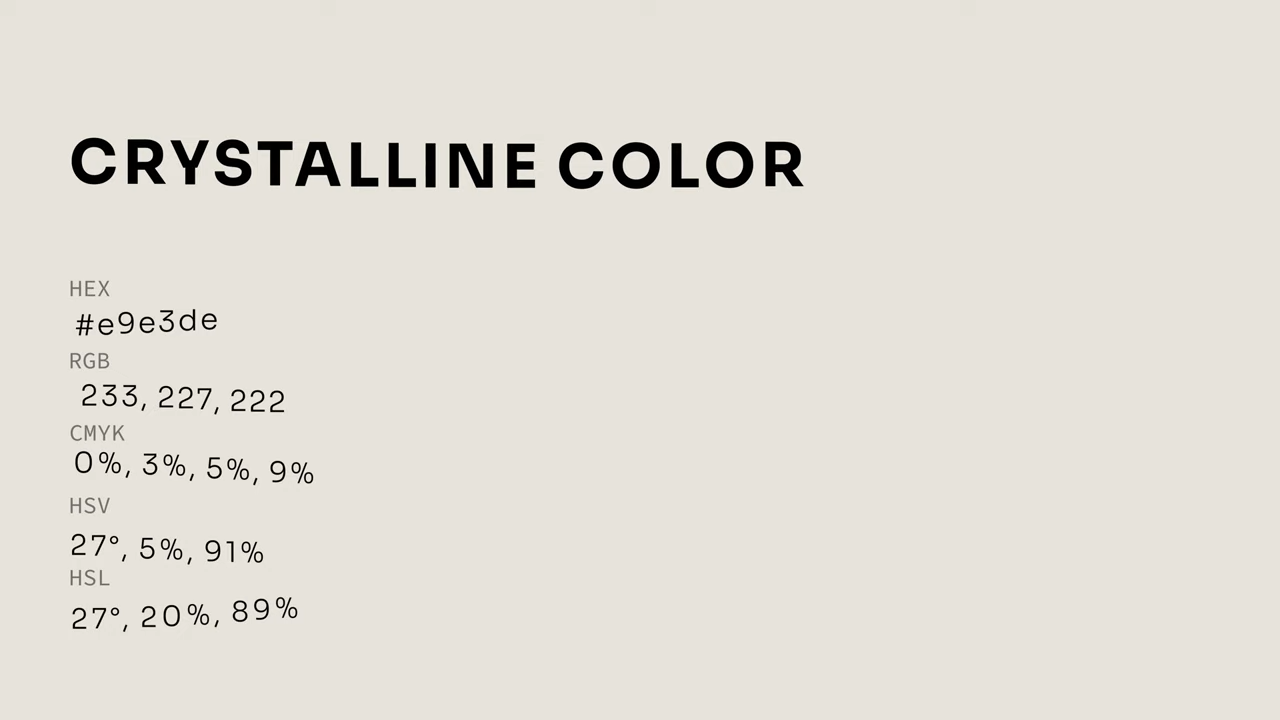 CRYSTALLINE COLOR
HEX
#e9e3de
RGB
233, 227, 222
CMYK
0%, 3%, 5%, 9%
HSV
27°, 5%, 91%
HSL
27°, 20%, 89%